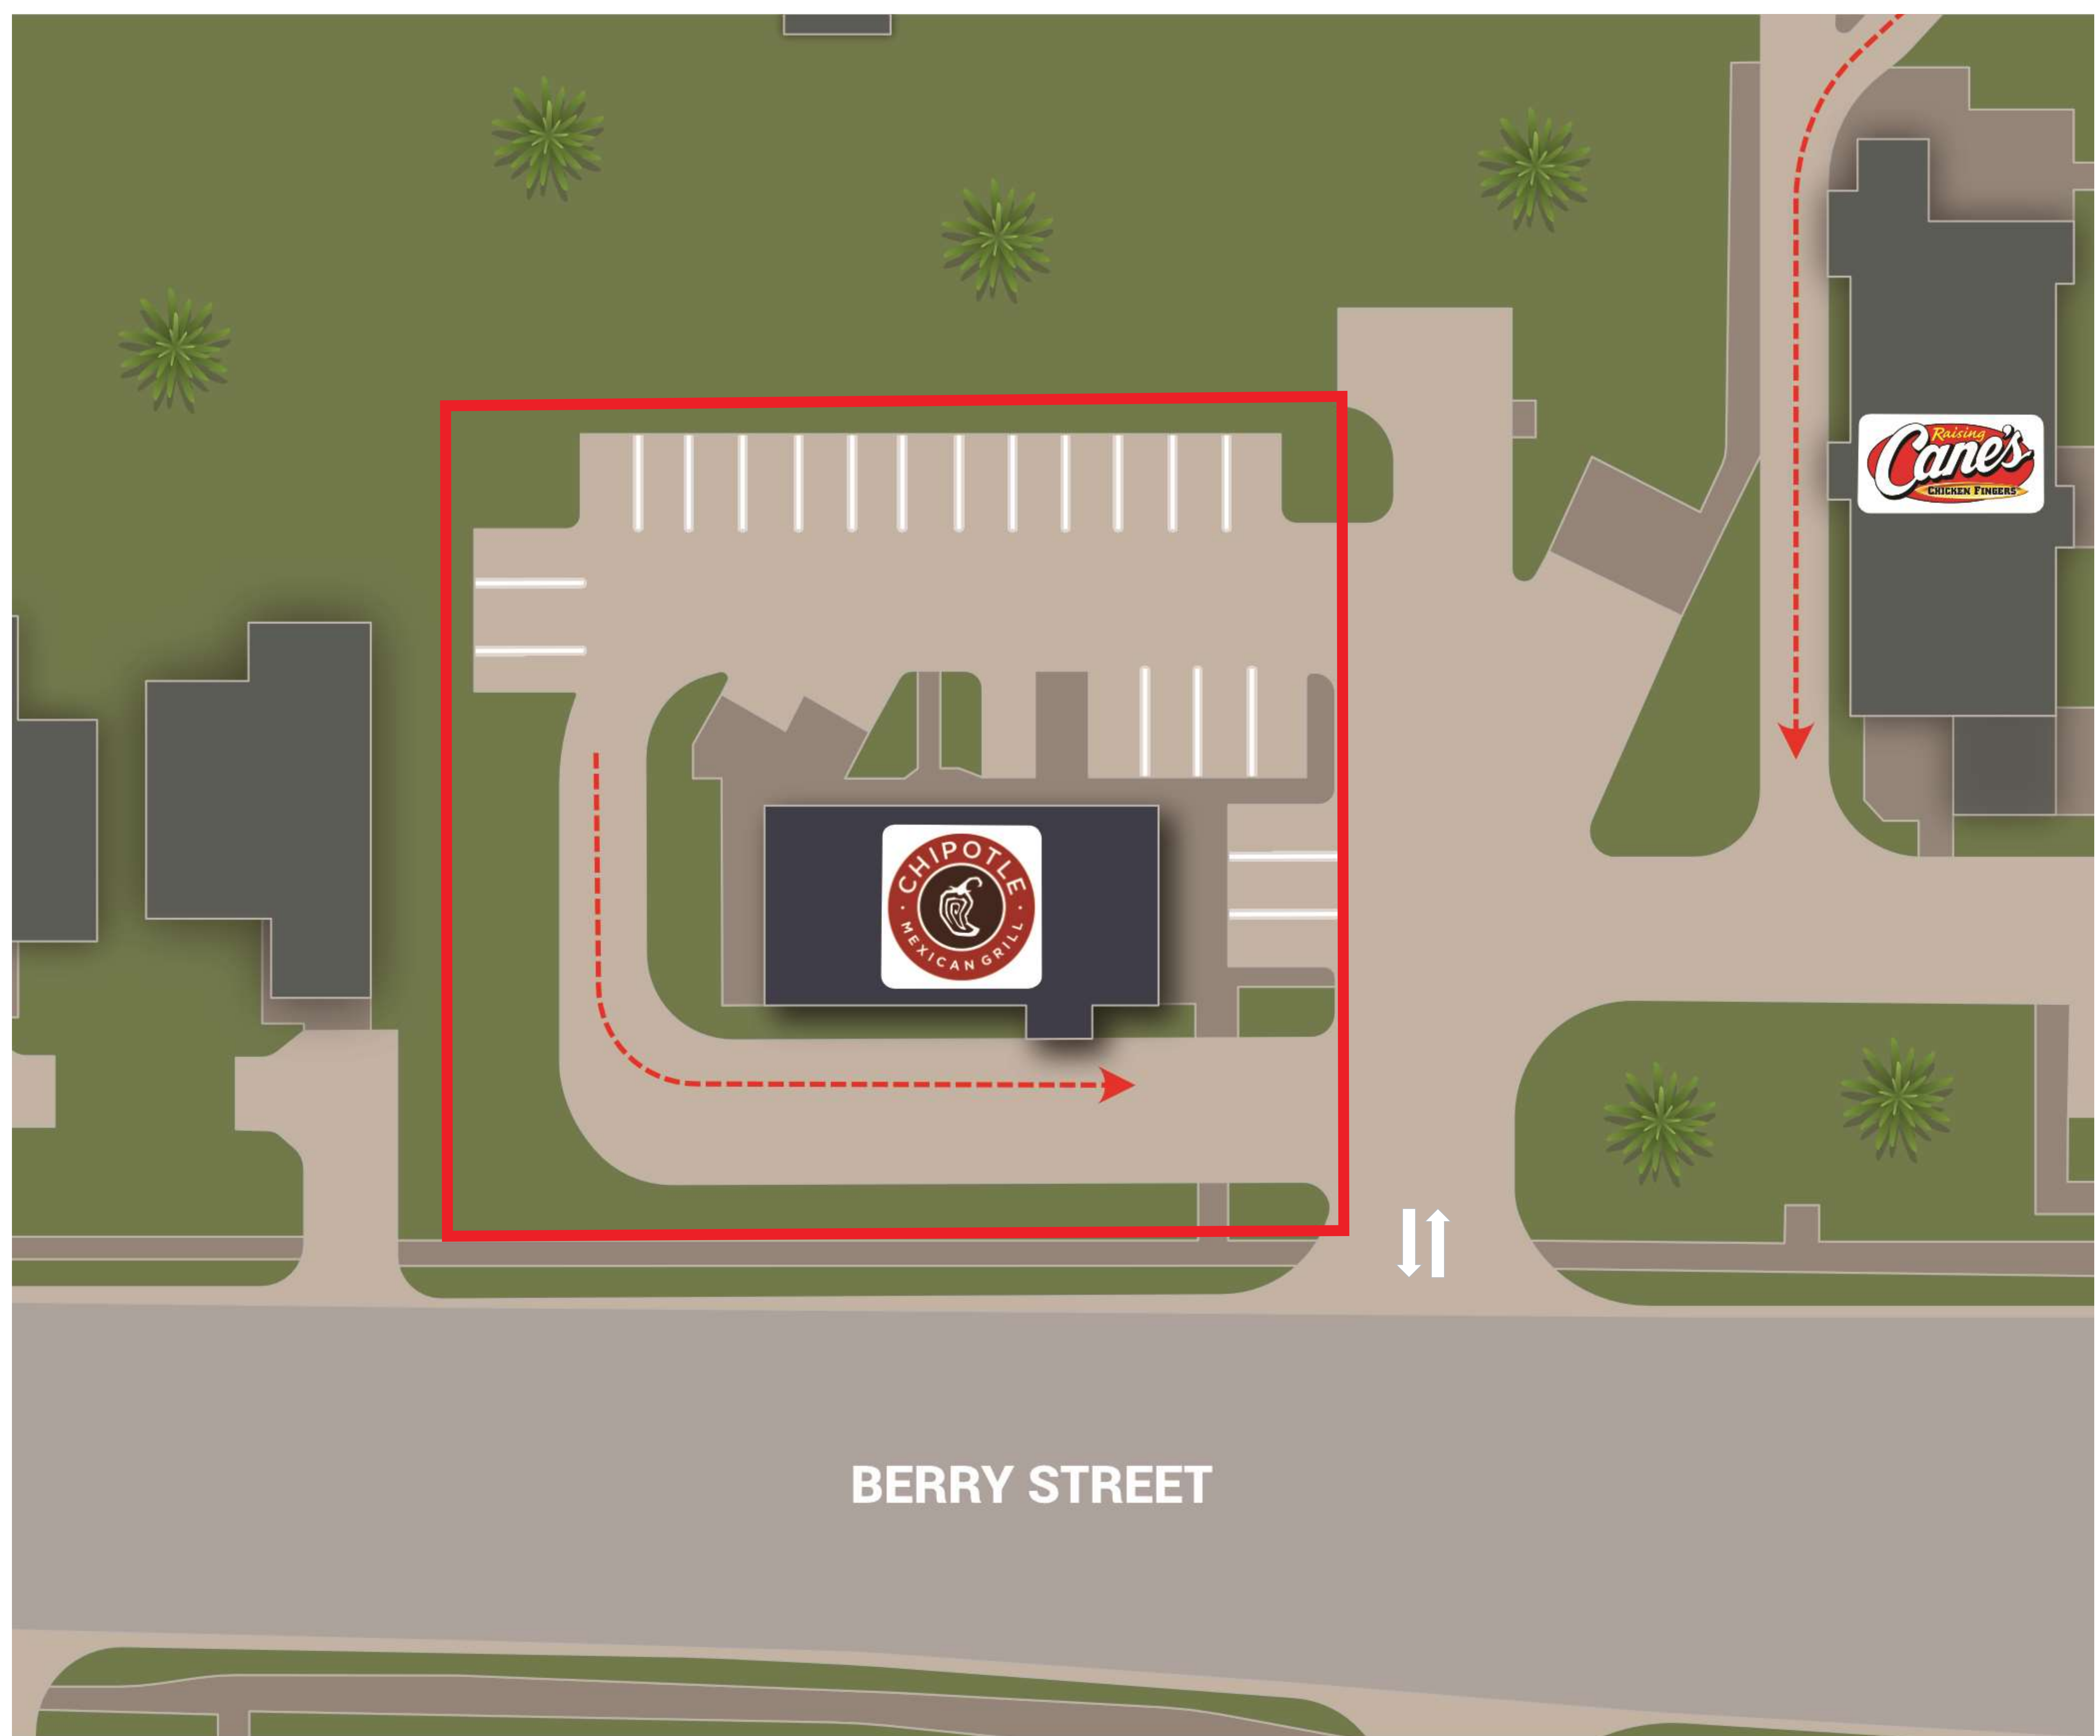 Raising
Cane's
CHICKEN FINGERS
CHIPOTLE
MEXICAN GRILL
BERRY STREET